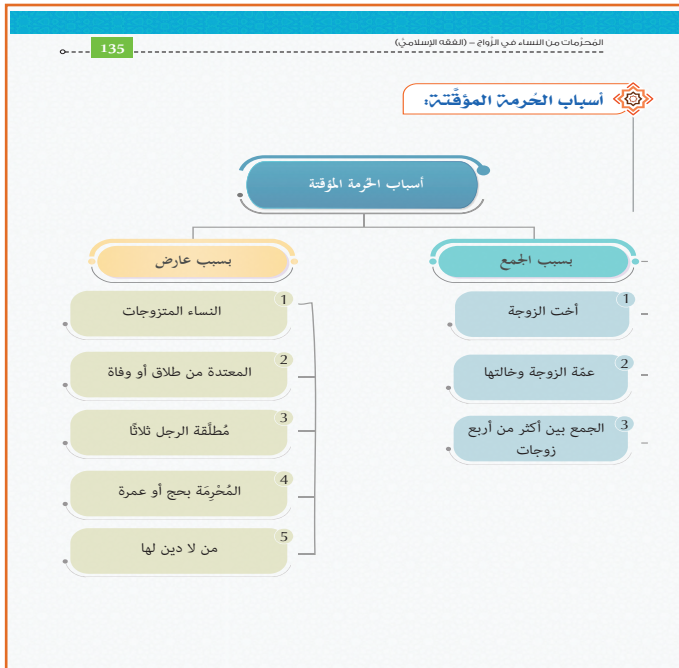 المُحَرَّمات من النساء في الزَّواج – (الفقه الإسلاميّ)
135
أسباب الحُرمة المؤقَّتة:
أسباب الحُرمة المؤقتة
بسبب الجمع
1
أخت الزوجة
2
عمّة الزوجة وخالتها
3
الجمع بين أكثر من أربع
زوجات
بسبب عارض
1
النساء المتزوجات
2
المعتدة من طلاق أو وفاة
3
مُطلَّقة الرجل ثلاثًا
4
المُحْرِمَة بحج أو عمرة
5
من لا دين لها